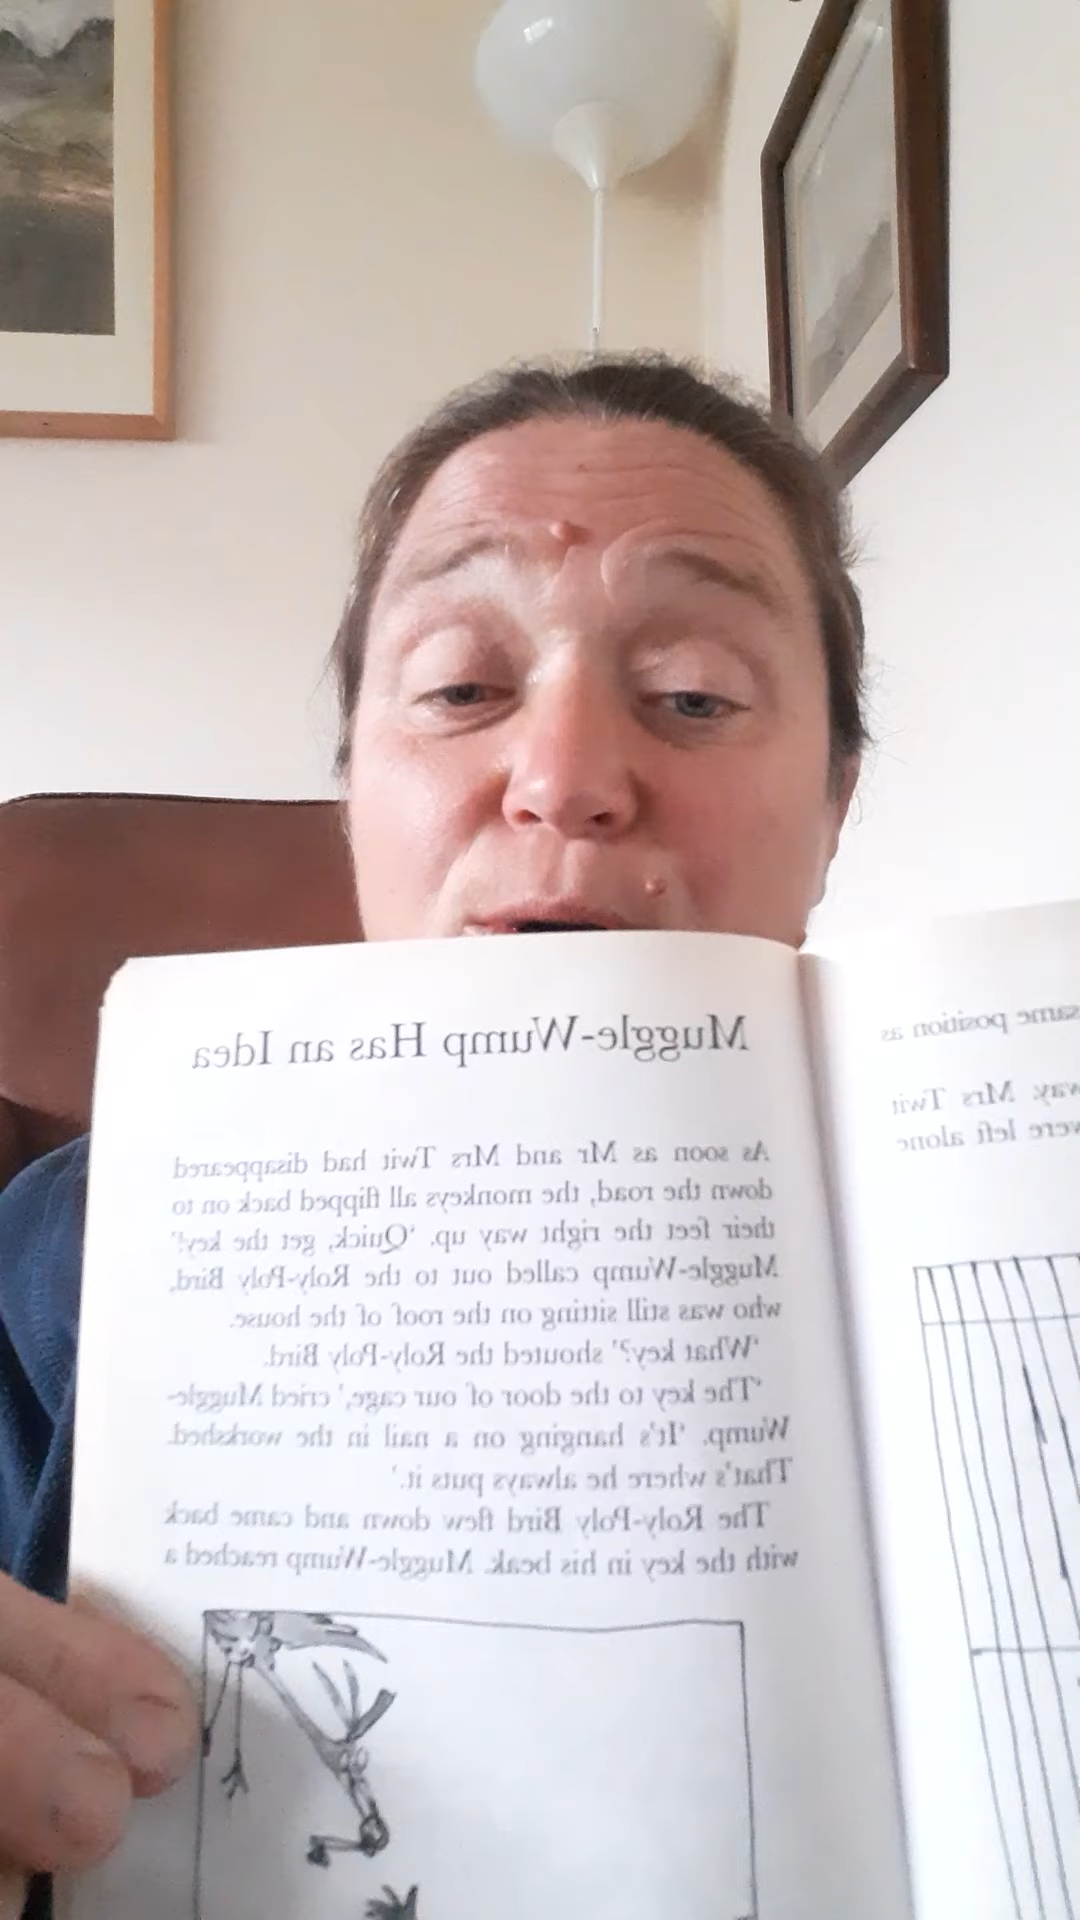 Muggle-Wump Has an Idea
As soon as Mr and Mrs Twit had disappeared
down the road, the monkeys all flipped back on to
their feet the right way up. ‘Quick, get the key!’
Muggle-Wump called out to the Roly-Poly Bird,
who was still sitting on the roof of the house.
‘What key?’ shouted the Roly-Poly Bird.
‘The key to the door of our cage,’ cried Muggle-
Wump. ‘It's hanging on a nail in the workshed.
That's where he always puts it.’
The Roly-Poly Bird flew down and came back
with the key in his beak. Muggle-Wump reached a
same position as
way. Mrs Twit
were left alone